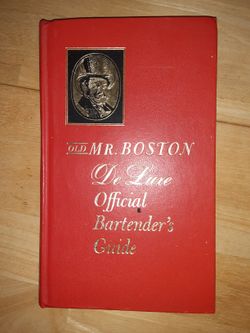 OLD MR. BOSTON
De Luxe
Official
Bartender's
Guide